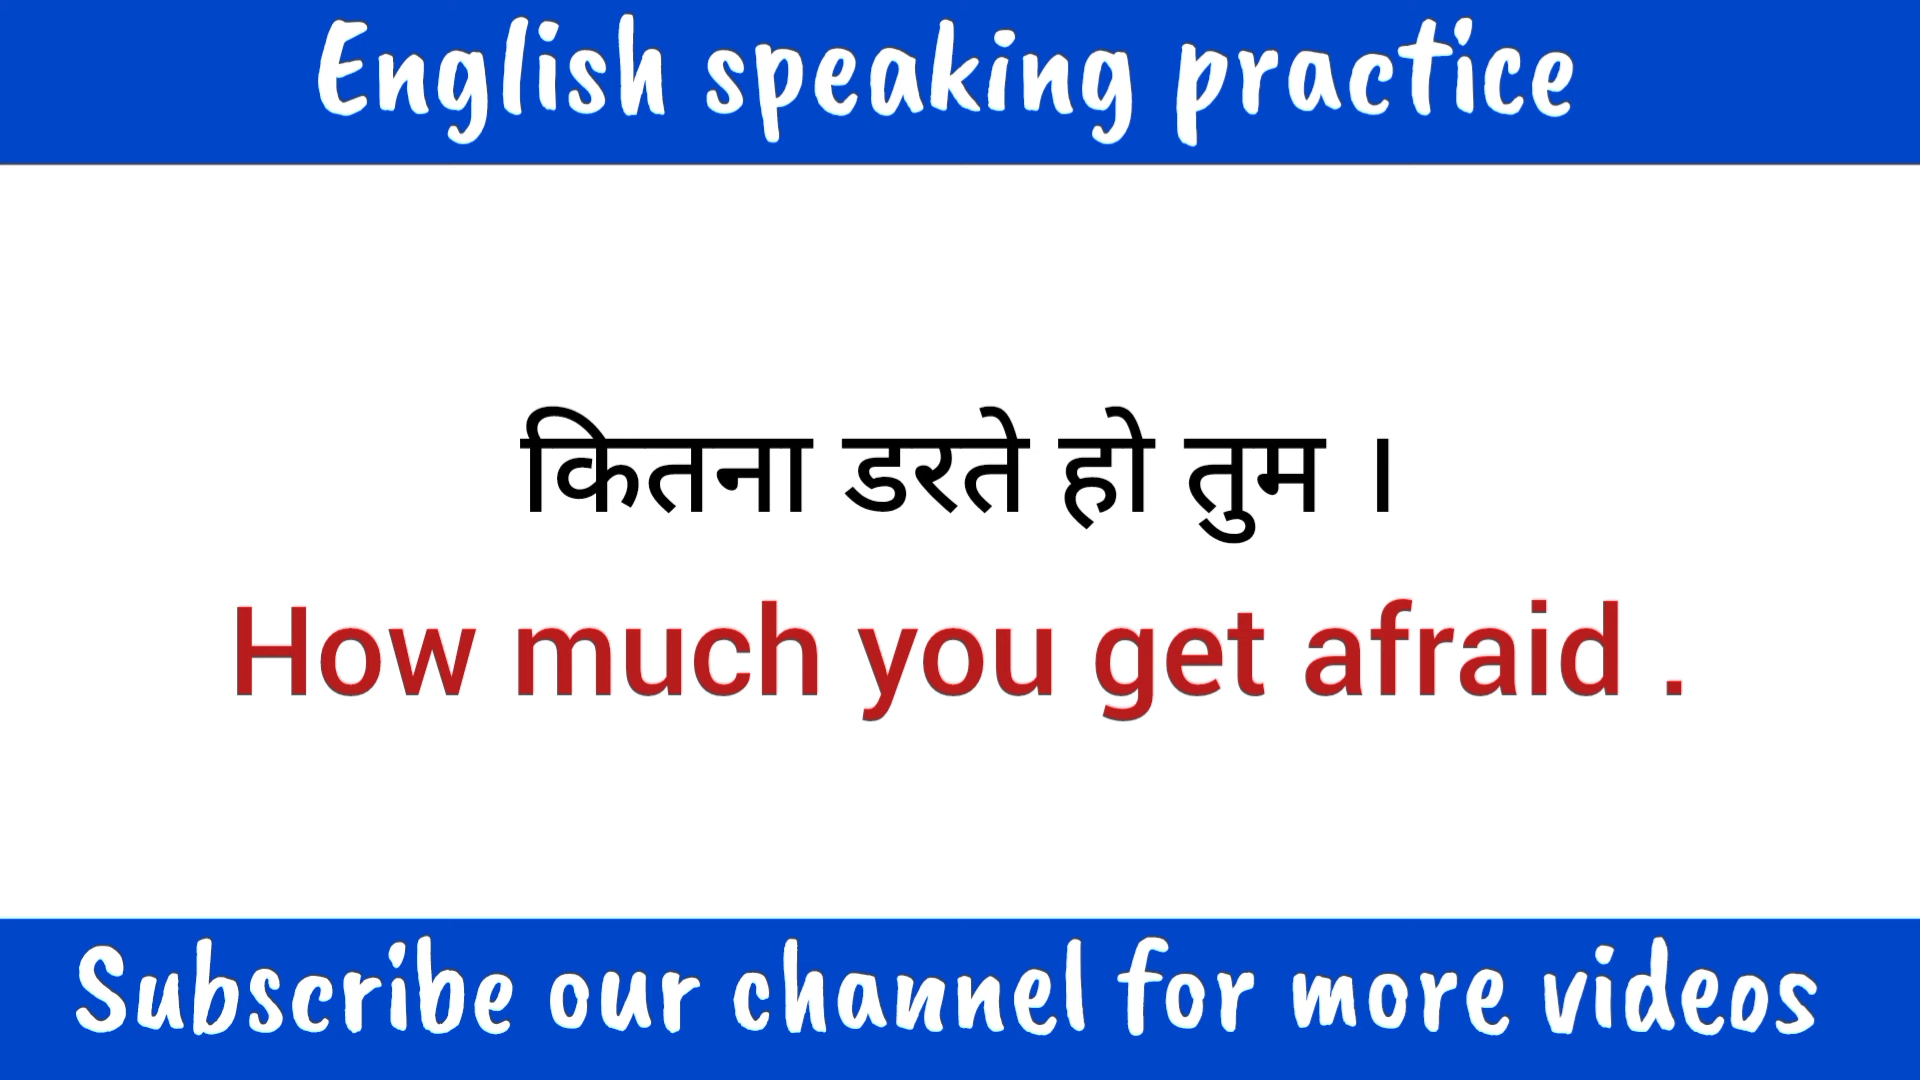 English speaking practice
कितना डरते हो तुम ।
How much you get afraid .
Subscribe our channel for more videos